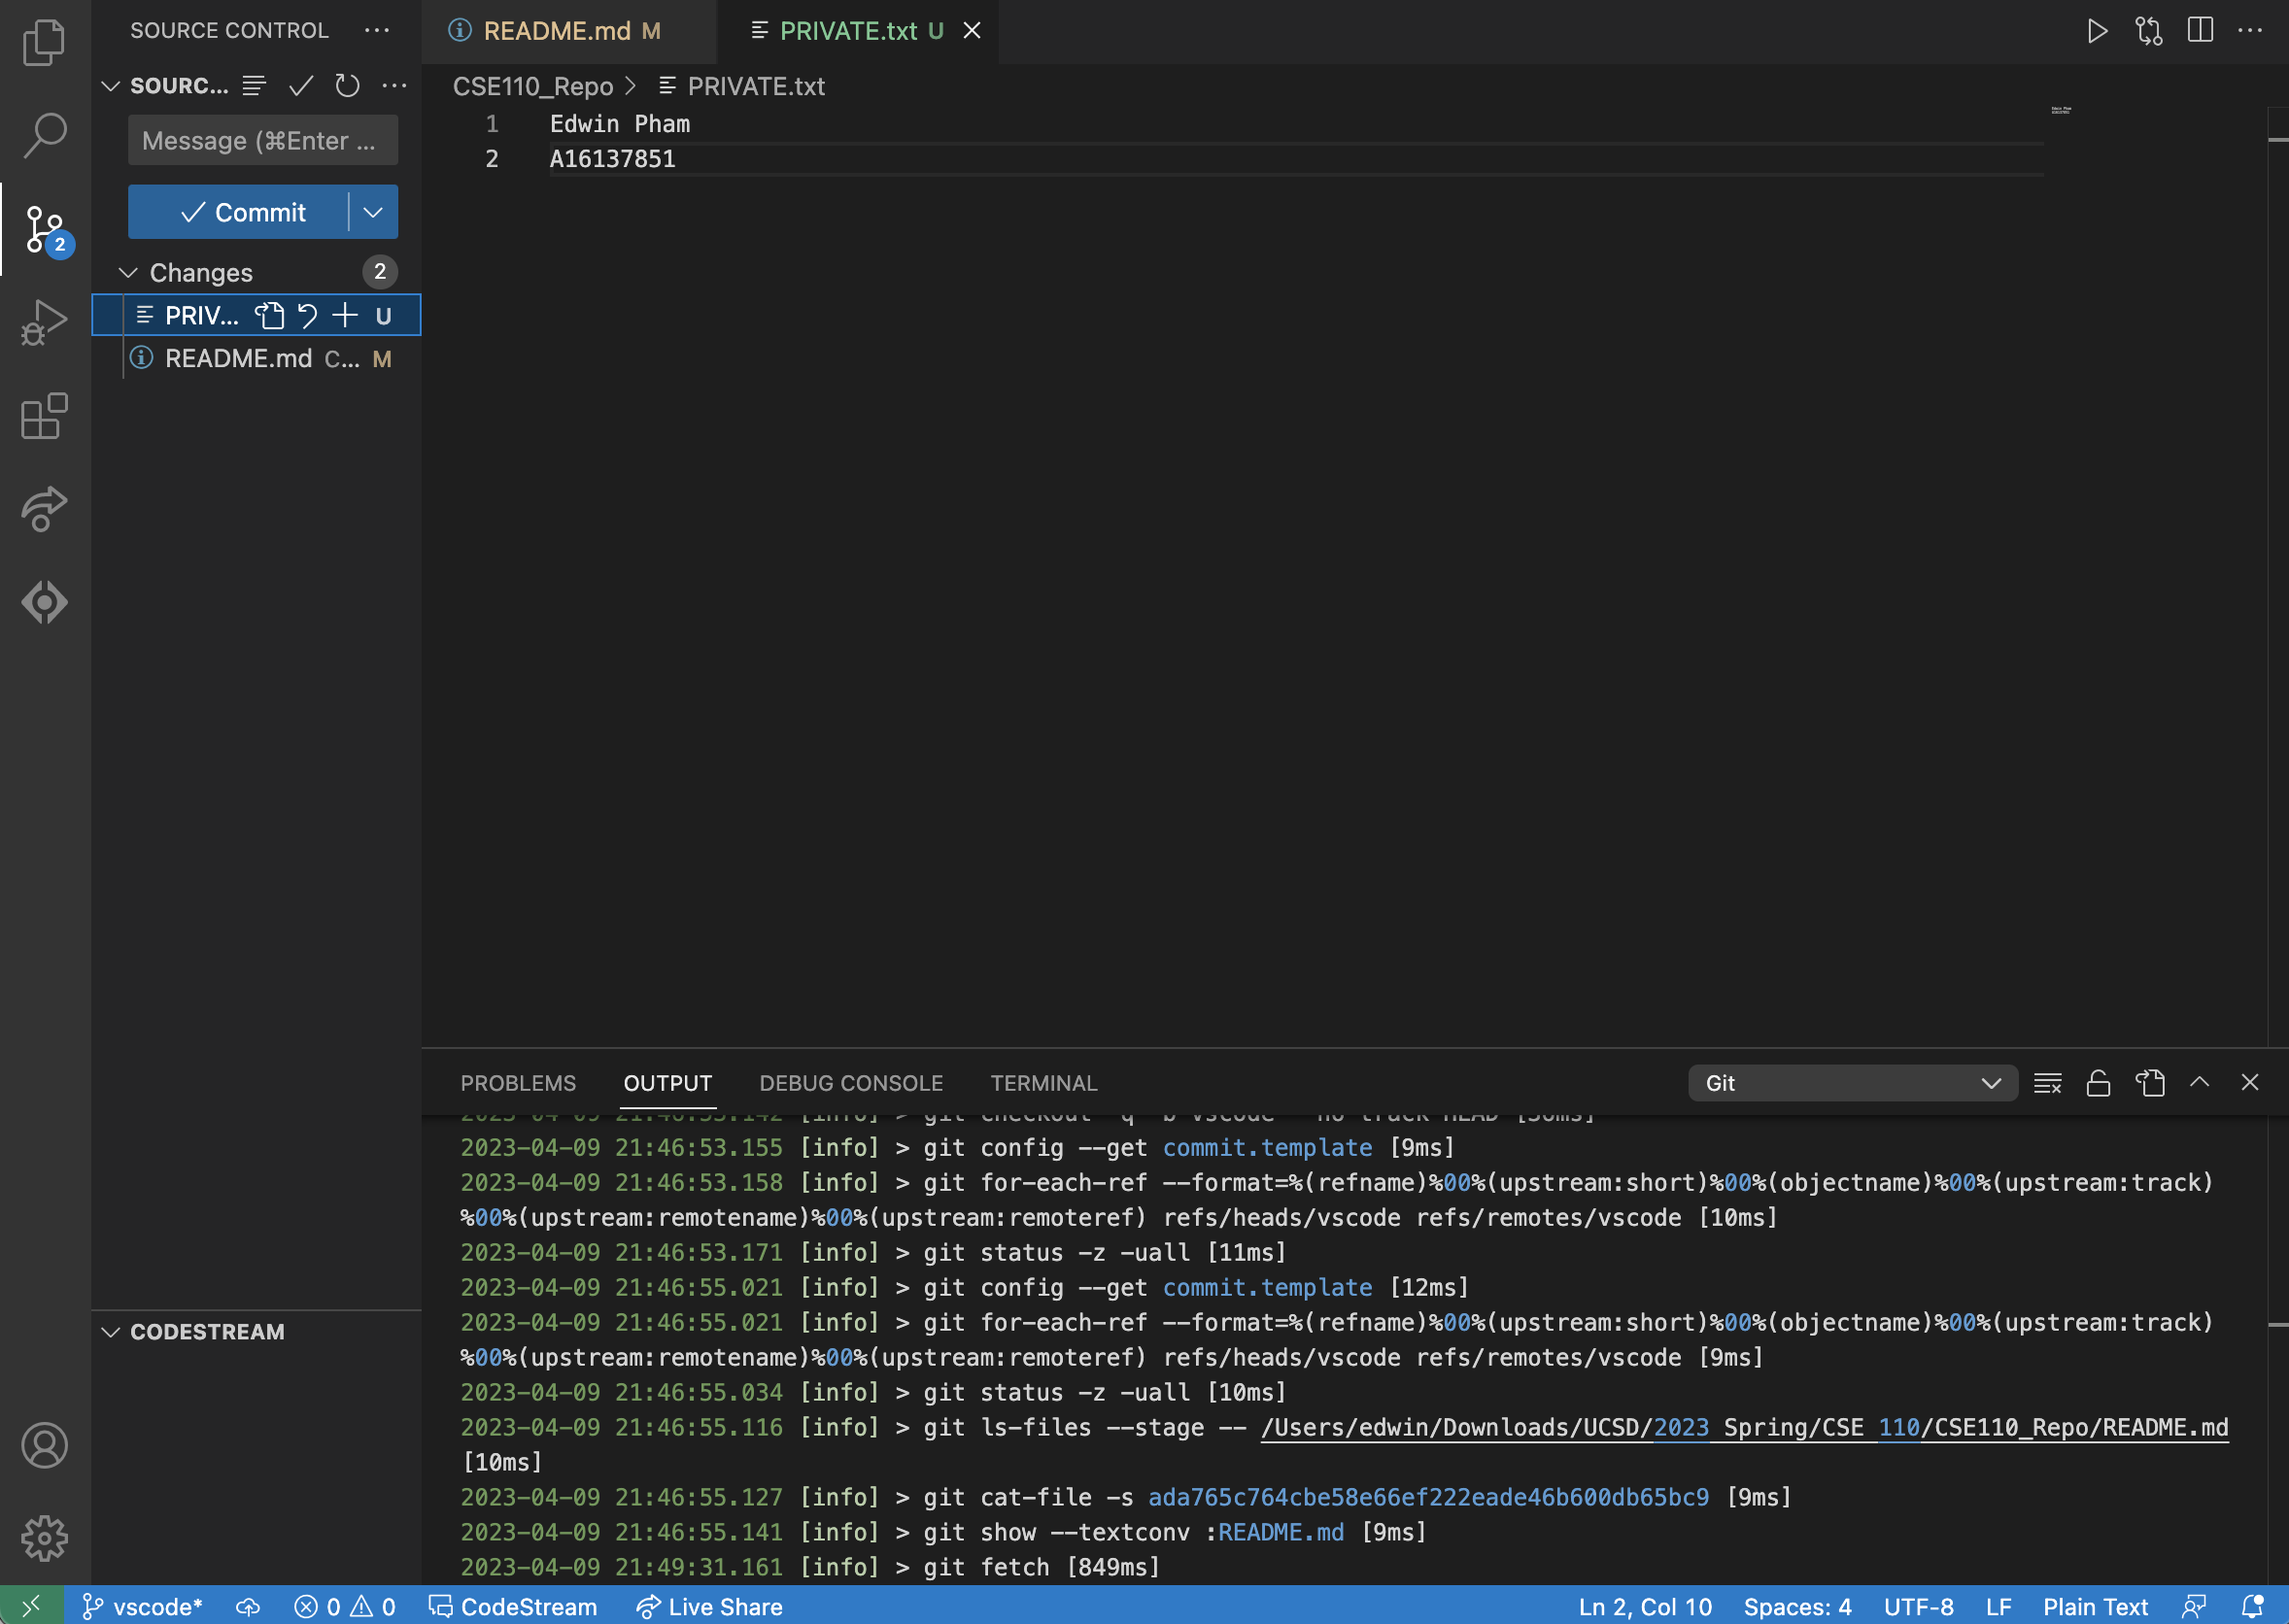 SOURCE CONTROL ···
README.md M
PRIVATE.txt U
SOURC... ···
CSE110_Repo > PRIVATE.txt
Message (⌘Enter ...
1 Edwin Pham
2 A16137851
Commit
2
Changes 2
PRIV... U
README.md C... M
PROBLEMS OUTPUT DEBUG CONSOLE TERMINAL Git
2023-04-09 21:46:53.155 [info] > git config --get commit.template [9ms]
2023-04-09 21:46:53.158 [info] > git for-each-ref --format=%(refname)%00%(upstream:short)%00%(objectname)%00%(upstream:track)
%00%(upstream:remotename)%00%(upstream:remoteref) refs/heads/vscode refs/remotes/vscode [10ms]
2023-04-09 21:46:53.171 [info] > git status -z -uall [11ms]
2023-04-09 21:46:55.021 [info] > git config --get commit.template [12ms]
2023-04-09 21:46:55.021 [info] > git for-each-ref --format=%(refname)%00%(upstream:short)%00%(objectname)%00%(upstream:track)
%00%(upstream:remotename)%00%(upstream:remoteref) refs/heads/vscode refs/remotes/vscode [9ms]
2023-04-09 21:46:55.034 [info] > git status -z -uall [10ms]
2023-04-09 21:46:55.116 [info] > git ls-files --stage -- /Users/edwin/Downloads/UCSD/2023 Spring/CSE 110/CSE110_Repo/README.md
[10ms]
2023-04-09 21:46:55.127 [info] > git cat-file -s ada765c764cbe58e66ef222eade46b600db65bc9 [9ms]
2023-04-09 21:46:55.141 [info] > git show --textconv :README.md [9ms]
2023-04-09 21:49:31.161 [info] > git fetch [849ms]
CODESTREAM
vscode* 0 0 CodeStream Live Share Ln 2, Col 10 Spaces: 4 UTF-8 LF Plain Text